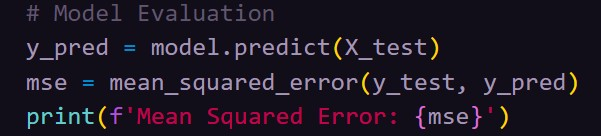 # Model Evaluation
y_pred = model.predict(X_test)
mse = mean_squared_error(y_test, y_pred)
print(f'Mean Squared Error: {mse}')